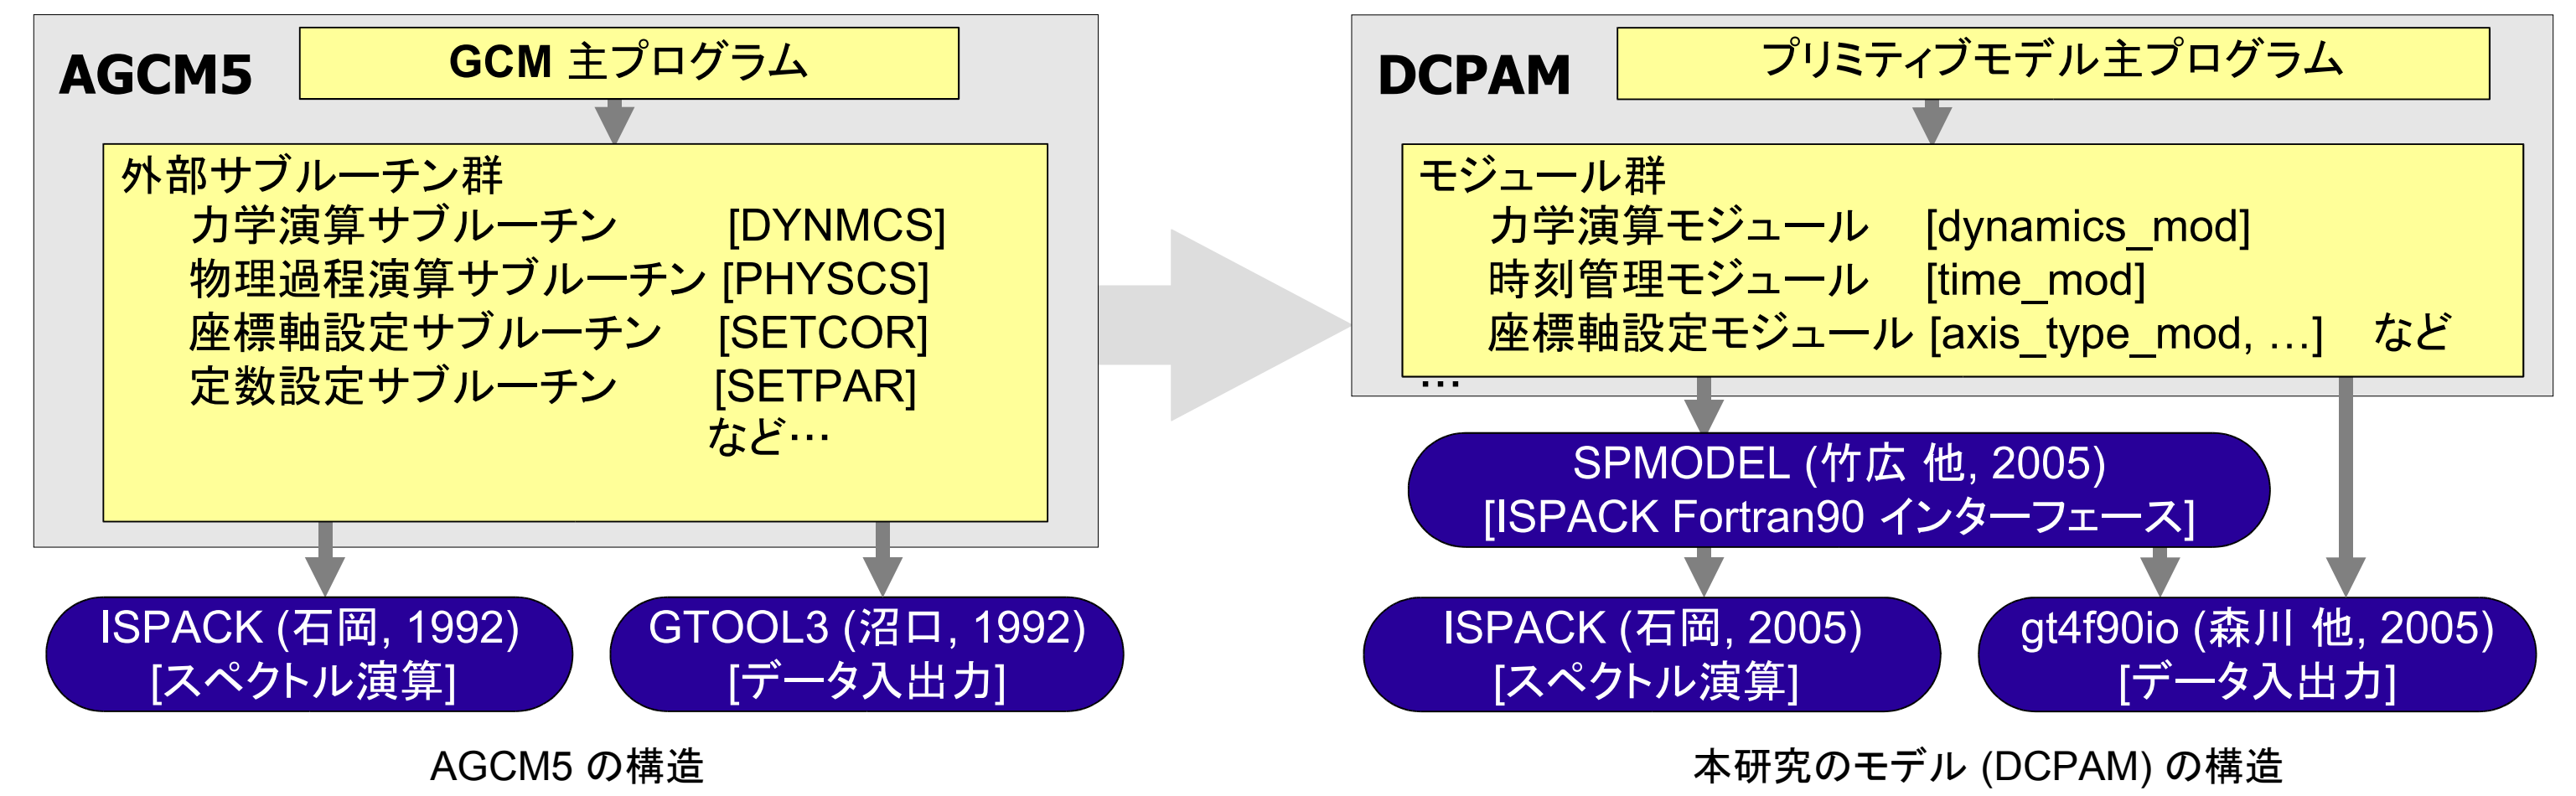 AGCM5
GCM 主プログラム
外部サブルーチン群
力学演算サブルーチン [DYNMCS]
物理過程演算サブルーチン [PHYSCS]
座標軸設定サブルーチン [SETCOR]
定数設定サブルーチン [SETPAR]
など…
ISPACK (石岡, 1992)
[スペクトル演算]
GTOOL3 (沼口, 1992)
[データ入出力]
AGCM5 の構造
DCPAM
プリミティブモデル主プログラム
モジュール群
力学演算モジュール [dynamics_mod]
時刻管理モジュール [time_mod]
座標軸設定モジュール [axis_type_mod, …] など
…
SPMODEL (竹広 他, 2005)
[ISPACK Fortran90 インターフェース]
ISPACK (石岡, 2005)
[スペクトル演算]
gt4f90io (森川 他, 2005)
[データ入出力]
本研究のモデル (DCPAM) の構造